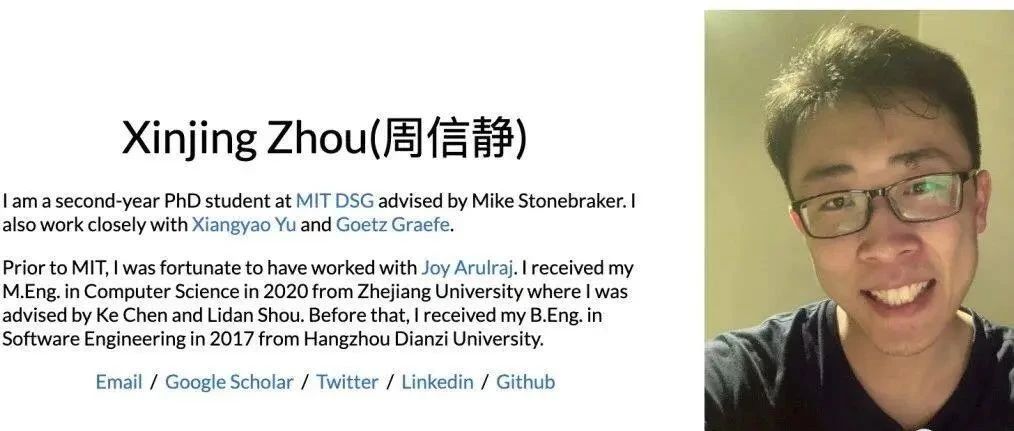 Xinjing Zhou(周信静)
I am a second-year PhD student at MIT DSG advised by Mike Stonebraker. I
also work closely with Xiangyao Yu and Goetz Graefe.
Prior to MIT, I was fortunate to have worked with Joy Arulraj. I received my
M.Eng. in Computer Science in 2020 from Zhejiang University where I was
advised by Ke Chen and Lidan Shou. Before that, I received my B.Eng. in
Software Engineering in 2017 from Hangzhou Dianzi University.
Email / Google Scholar / Twitter / Linkedin / Github